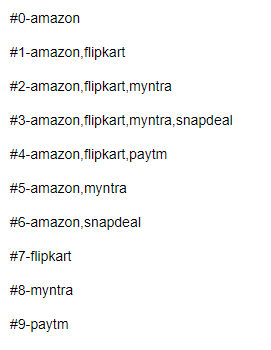 #0-amazon
#1-amazon,flipkart
#2-amazon,flipkart,myntra
#3-amazon,flipkart,myntra,snapdeal
#4-amazon,flipkart,paytm
#5-amazon,myntra
#6-amazon,snapdeal
#7-flipkart
#8-myntra
#9-paytm